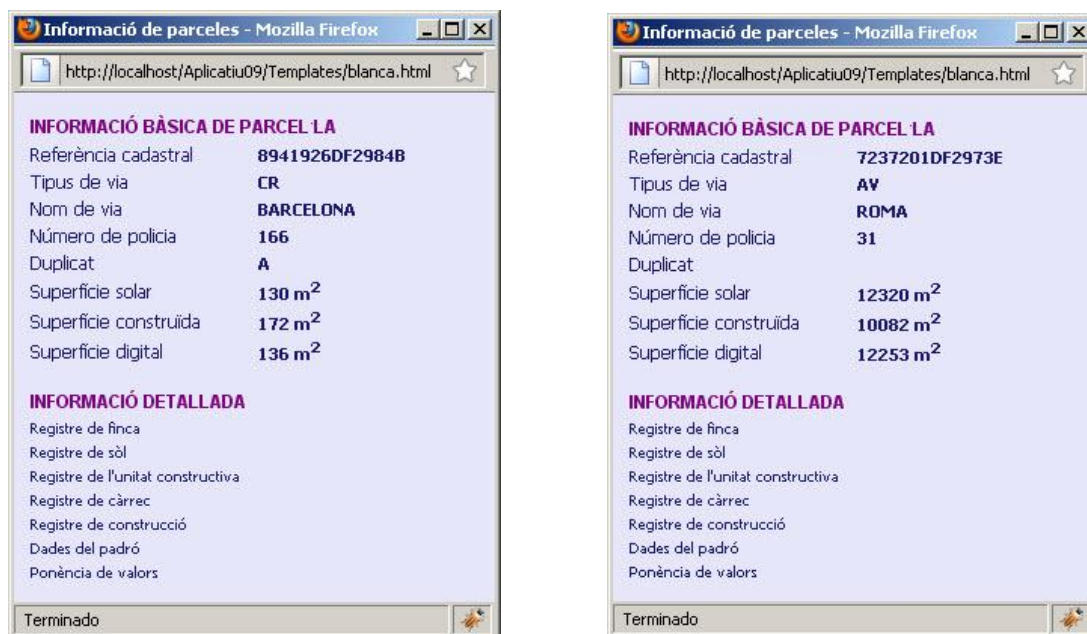 Informació de parceles - Mozilla Firefox
http://localhost/Aplicatiu09/Templates/blanca.html
INFORMACIÓ BÀSICA DE PARCEL·LA
Referència cadastral 8941926DF2984B
Tipus de via CR
Nom de via BARCELONA
Número de policia 166
Duplicat A
Superfície solar 130 m²
Superfície construïda 172 m²
Superfície digital 136 m²
INFORMACIÓ DETALLADA
Registre de finca
Registre de sòl
Registre de l'unitat constructiva
Registre de càrrec
Registre de construcció
Dades del padró
Ponència de valors
Terminado
Informació de parceles - Mozilla Firefox
http://localhost/Aplicatiu09/Templates/blanca.html
INFORMACIÓ BÀSICA DE PARCEL·LA
Referència cadastral 7237201DF2973E
Tipus de via AV
Nom de via ROMA
Número de policia 31
Duplicat
Superfície solar 12320 m²
Superfície construïda 10082 m²
Superfície digital 12253 m²
INFORMACIÓ DETALLADA
Registre de finca
Registre de sòl
Registre de l'unitat constructiva
Registre de càrrec
Registre de construcció
Dades del padró
Ponència de valors
Terminado